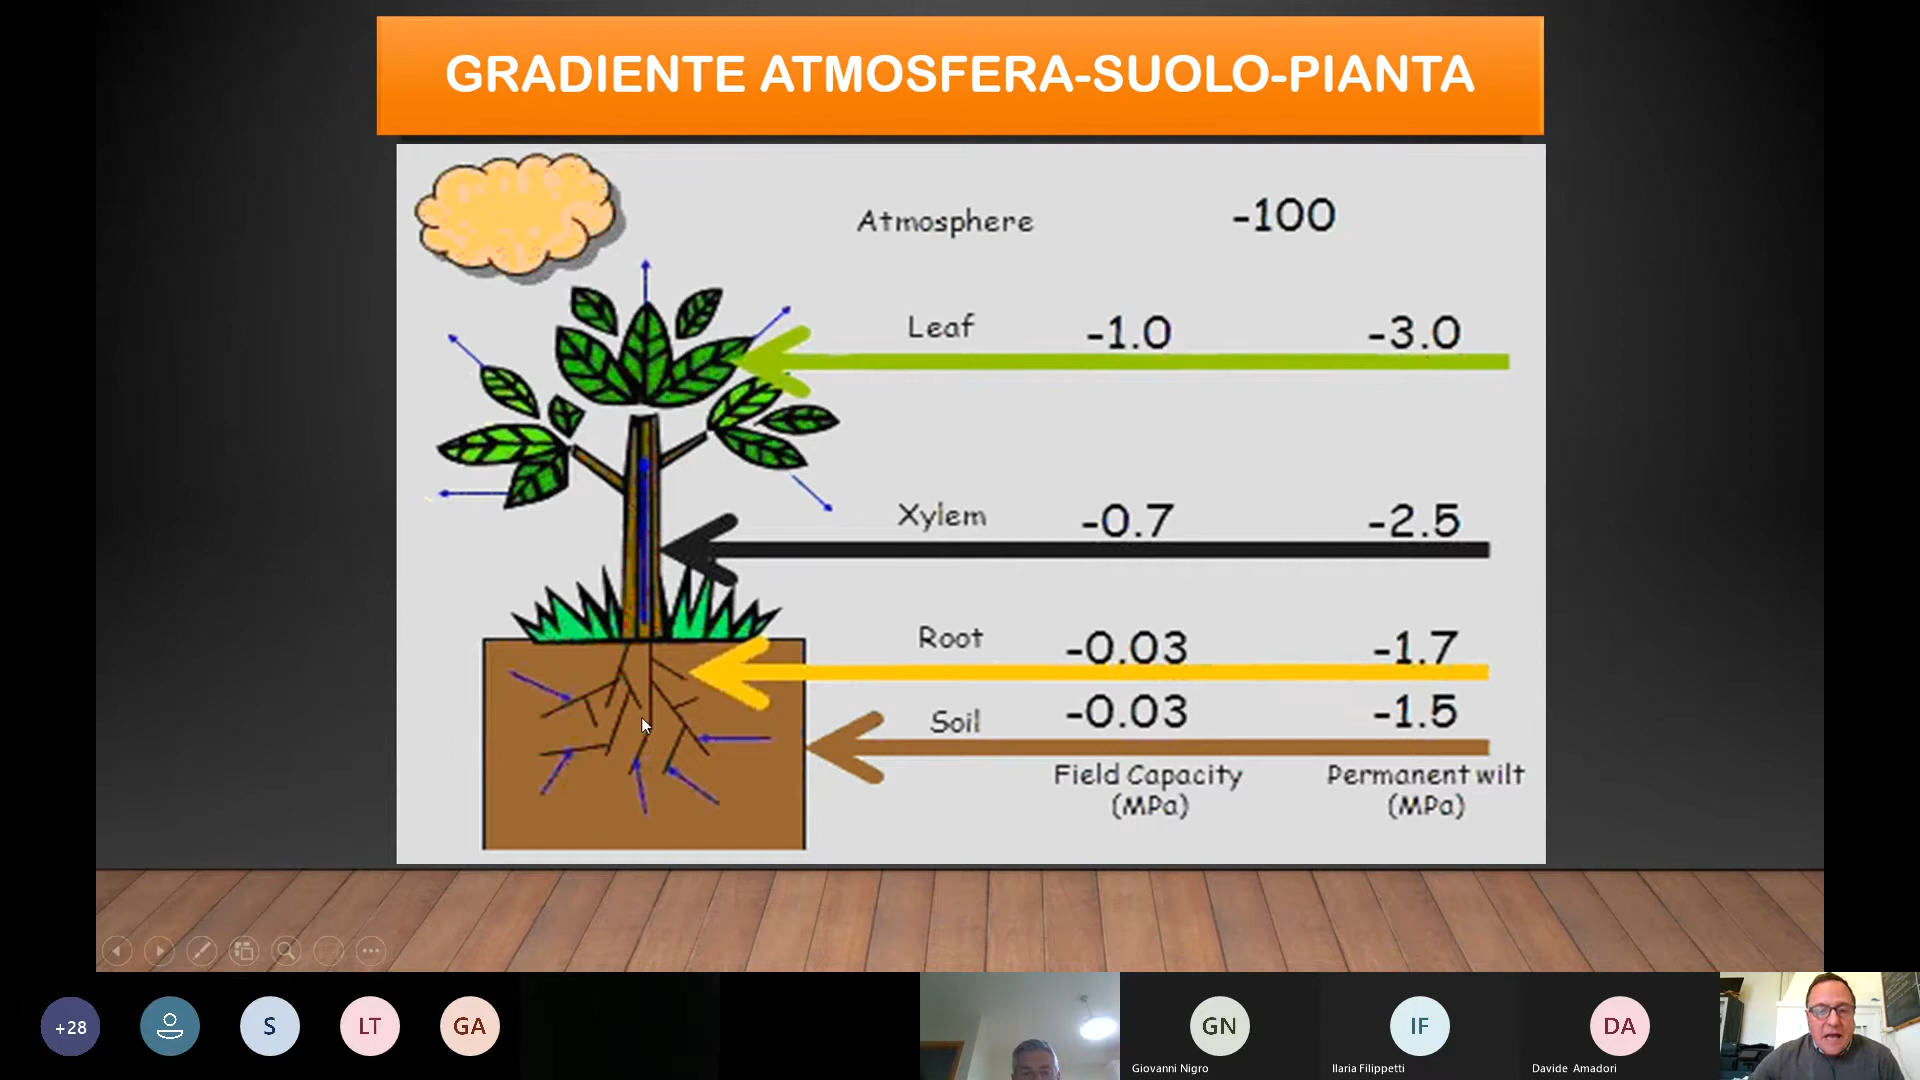 GRADIENTE ATMOSFERA-SUOLO-PIANTA
Atmosphere -100
Leaf -1.0 -3.0
Xylem -0.7 -2.5
Root -0.03 -1.7
Soil -0.03 -1.5
Field Capacity Permanent wilt
(MPa) (MPa)
+28 S LT GA GN IF DA
Giovanni Nigro Ilaria Filippetti Davide Amadori